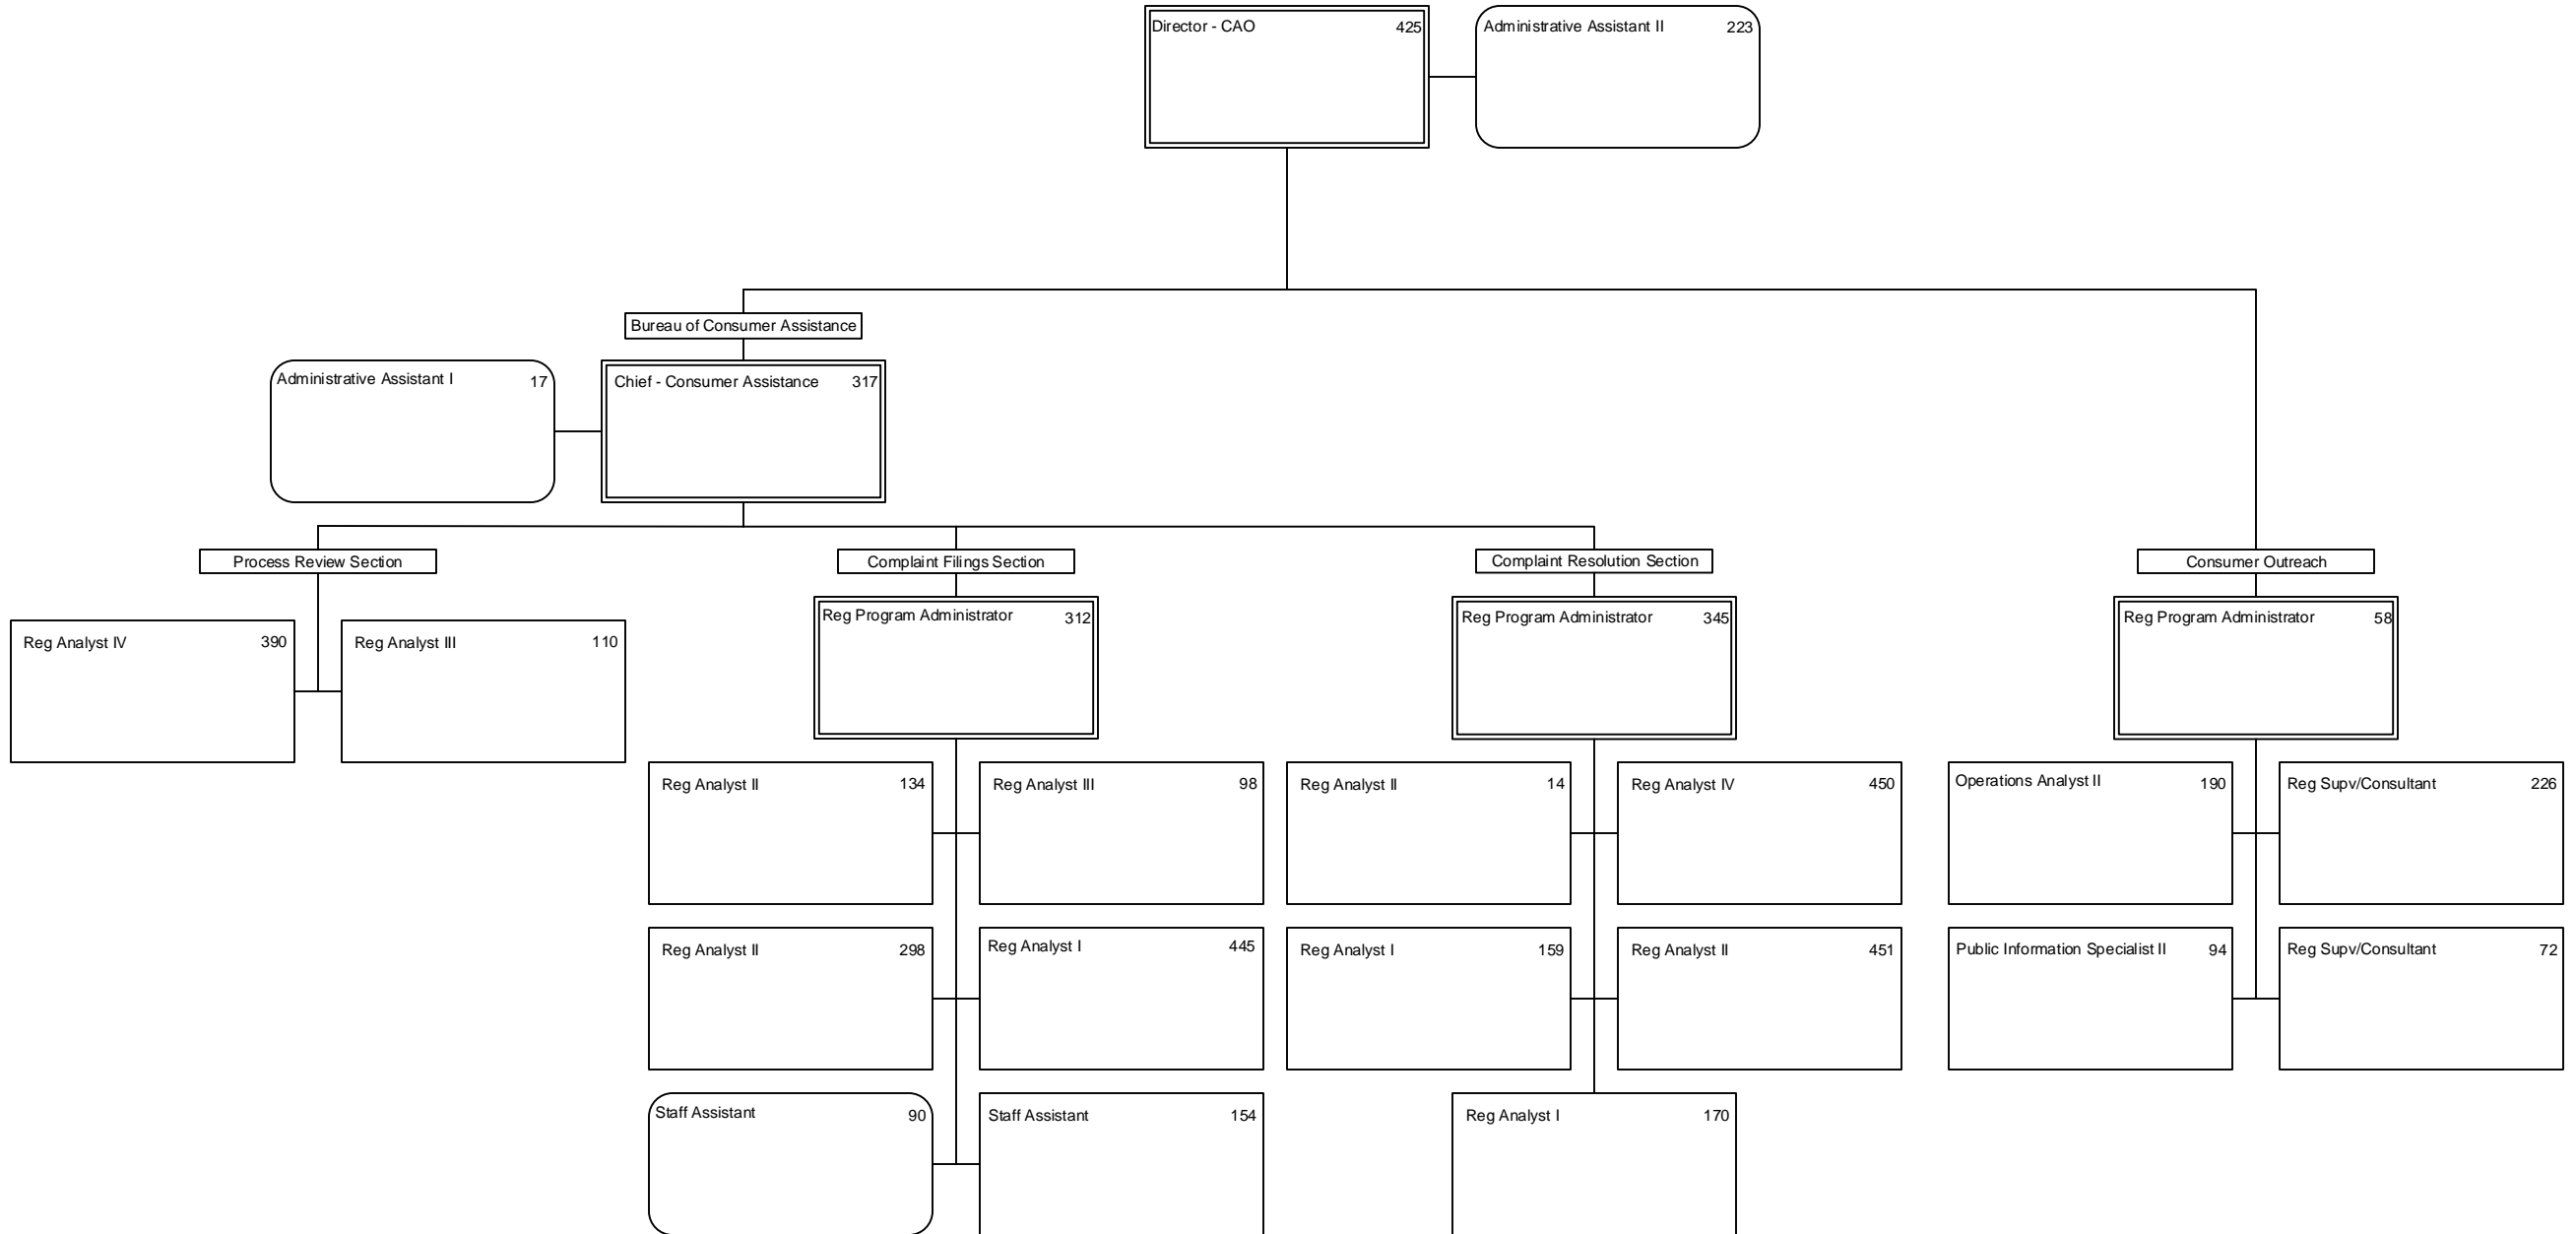 Director - CAO 425
Administrative Assistant II 223
Bureau of Consumer Assistance
Administrative Assistant I 17
Chief - Consumer Assistance 317
Process Review Section
Complaint Filings Section
Complaint Resolution Section
Consumer Outreach
Reg Analyst IV 390
Reg Analyst III 110
Reg Program Administrator 312
Reg Program Administrator 345
Reg Program Administrator 58
Reg Analyst II 134
Reg Analyst III 98
Reg Analyst II 14
Reg Analyst IV 450
Operations Analyst II 190
Reg Supv/Consultant 226
Reg Analyst II 298
Reg Analyst I 445
Reg Analyst I 159
Reg Analyst II 451
Public Information Specialist II 94
Reg Supv/Consultant 72
Staff Assistant 90
Staff Assistant 154
Reg Analyst I 170